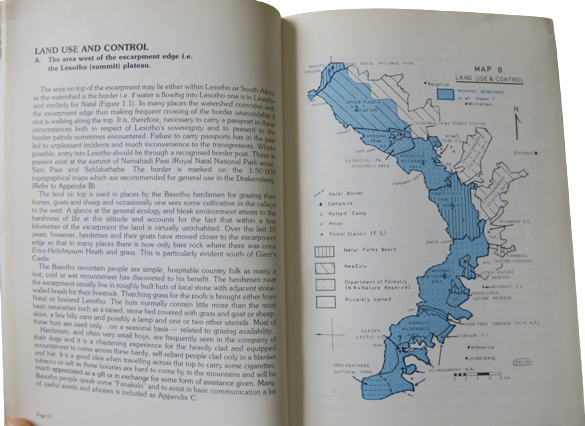 LAND USE AND CONTROL
A. The area west of the escarpment edge i.e.
the Lesotho (summit) plateau.
The area on top of the escarpment may lie either within Lesotho or South Africa
as the watershed is the border i.e. if water is flowing into Lesotho one is in Lesotho
and similarly for Natal (Figure 1.1). In many places the watershed coincides with
the escarpment edge thus making frequent crossing of the border unavoidable if
one is walking along the top. It is, therefore, necessary to carry a passport in these
circumstances both in respect of Lesotho's sovereignty and to present to the
border patrols sometimes encountered. Failure to carry passports has in the past
led to unpleasant incidents and much inconvenience to the transgressors. Where
possible, entry into Lesotho should be through a recognised border post. These at
present exist at the summit of Namahadi Pass (Royal Natal National Park area),
Sani Pass and Sehlabathebe. The border is marked on the 1:50 000
topographical maps which are recommended for general use in the Drakensberg
(Refer to Appendix B)
The land on top is used in places by the Basotho herdsmen for grazing their
horses, goats and sheep and occasionally one sees some cultivation in the valleys
to the west. A glance at the general ecology and bleak environment attests to the
harshness of life at this altitude and accounts for the fact that within a few
kilometres of the escarpment the land is virtually uninhabited. Over the last 10
years, however, herdsmen and their goats have moved closer to the escarpment
edge so that in many places there is now only bare rock where there was once
Erica-Helichrysum Heath and grass. This is particularly evident south of Giant's
Castle.
The Basotho mountain people are simple, hospitable country folk as many a
lost, cold or wet mountaineer has discovered to his benefit. The herdsmen near
the escarpment usually live in roughly built huts of local stone with adjacent stone-
walled kraals for their livestock. Thatching grass for the roofs is brought either from
Natal or lowland Lesotho. The huts normally contain little more than the most
basic necessities such as a raised, stone bed covered with grass and goat or sheep-
skins, a few billy cans and possibly a lamp and one or two other utensils. Most of
these huts are used only on a seasonal basis — related to grazing availability.
Herdsmen, and often very small boys, are frequently seen in the company of
their dogs and it is a chastening experience for the heavily clad and equipped
mountaineer to come across these hardy, self-reliant people clad only in a blanket
and hat. It is a good idea when travelling across the top to carry some cigarettes,
tobacco or salt as these luxuries are hard to come by in the mountains and will be
much appreciated as a gift or in exchange for some form of assistance given. Many
Basotho people speak some "Fanakalo" and to assist in basic communication a list
of useful words and phrases is included as Appendix C.
MAP B
LAND USE & CONTROL
ROYAL NATAL NATIONAL PARK
Bergville
UPPER TUGELA
LOCATION
CATHEDRAL PK.
RESEARCH AREA
N
Estcourt
Natal Border
Campsite
Hutted Camp
Hotel
Forest Station (F.S.)
Natal Parks Board
KwaZulu
Department of Forestry
(N.R=Nature Reserve)
Privately owned
NATURE RESERVE
WILDERNESS
AREA
Himeville
Underberg
SEHLABATHEBE
NATIONAL PARK